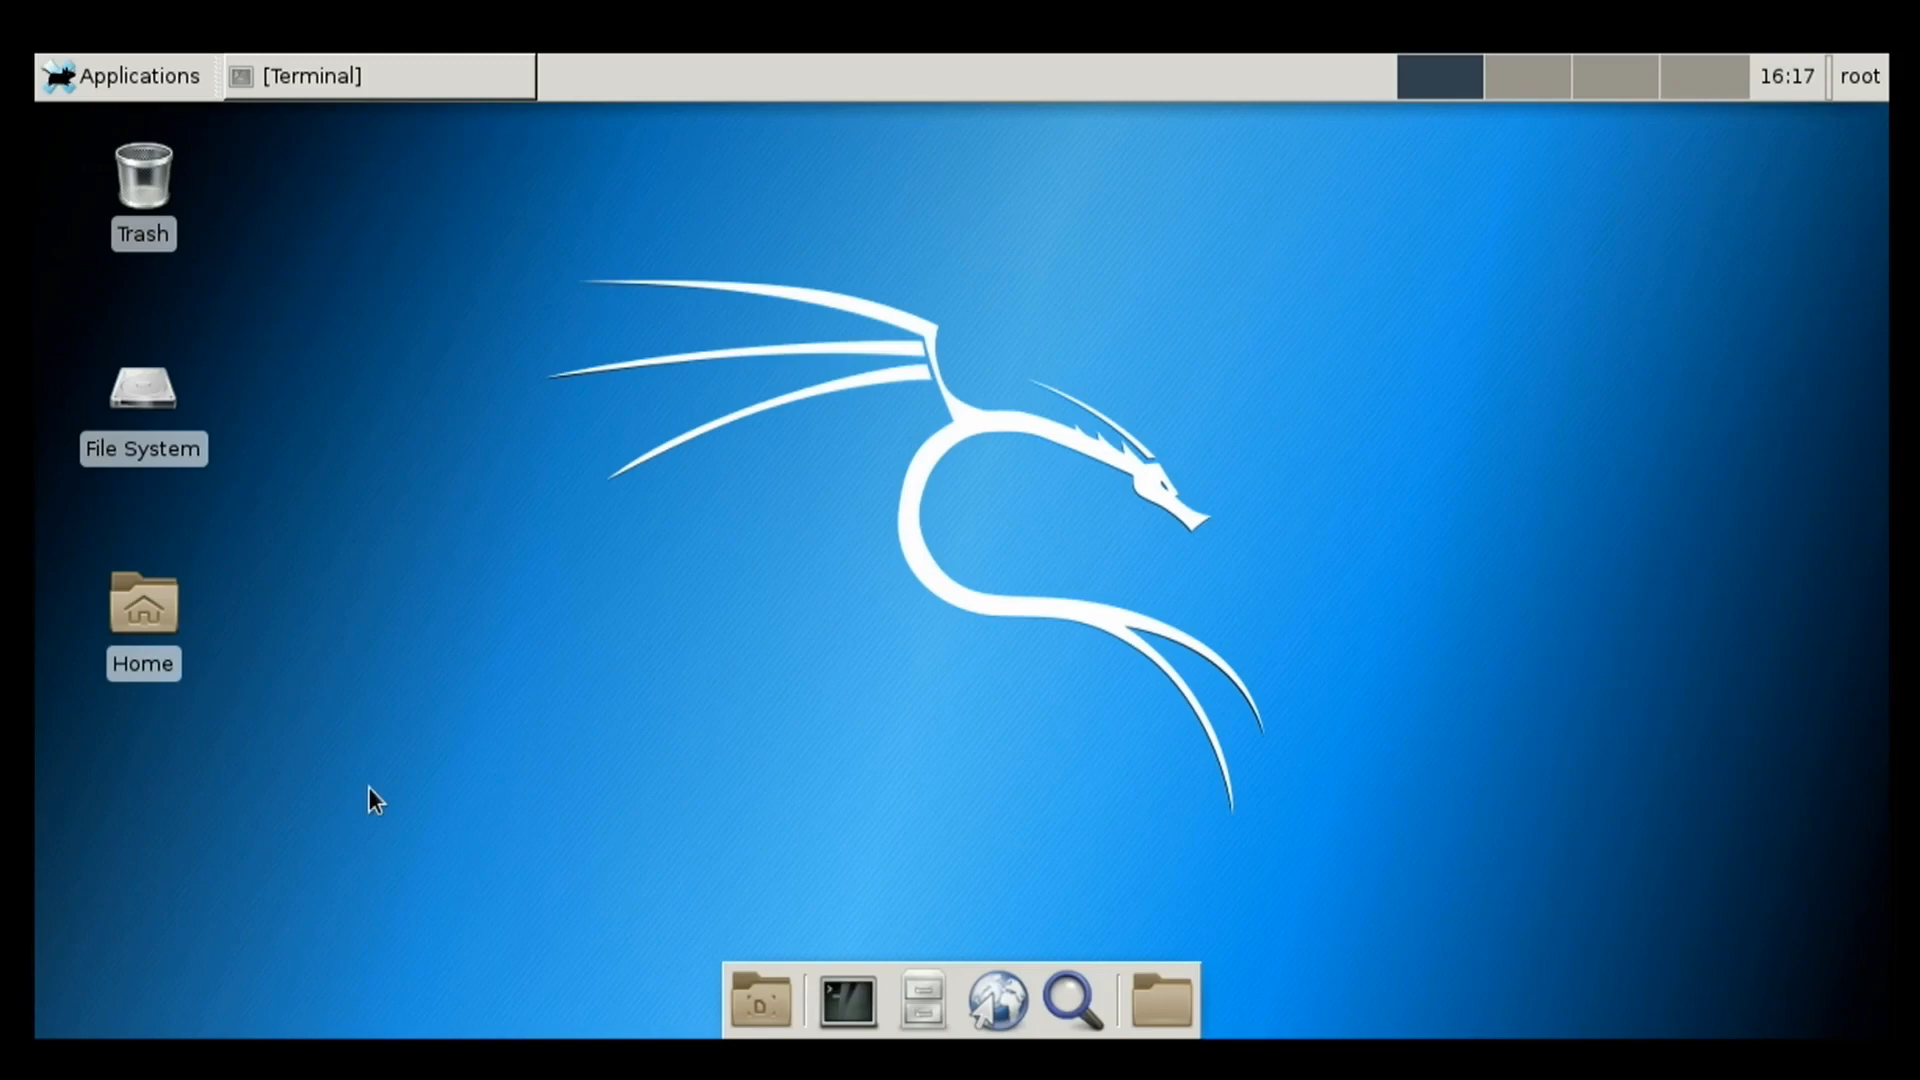 Applications
[Terminal]
16:17
root
Trash
File System
Home